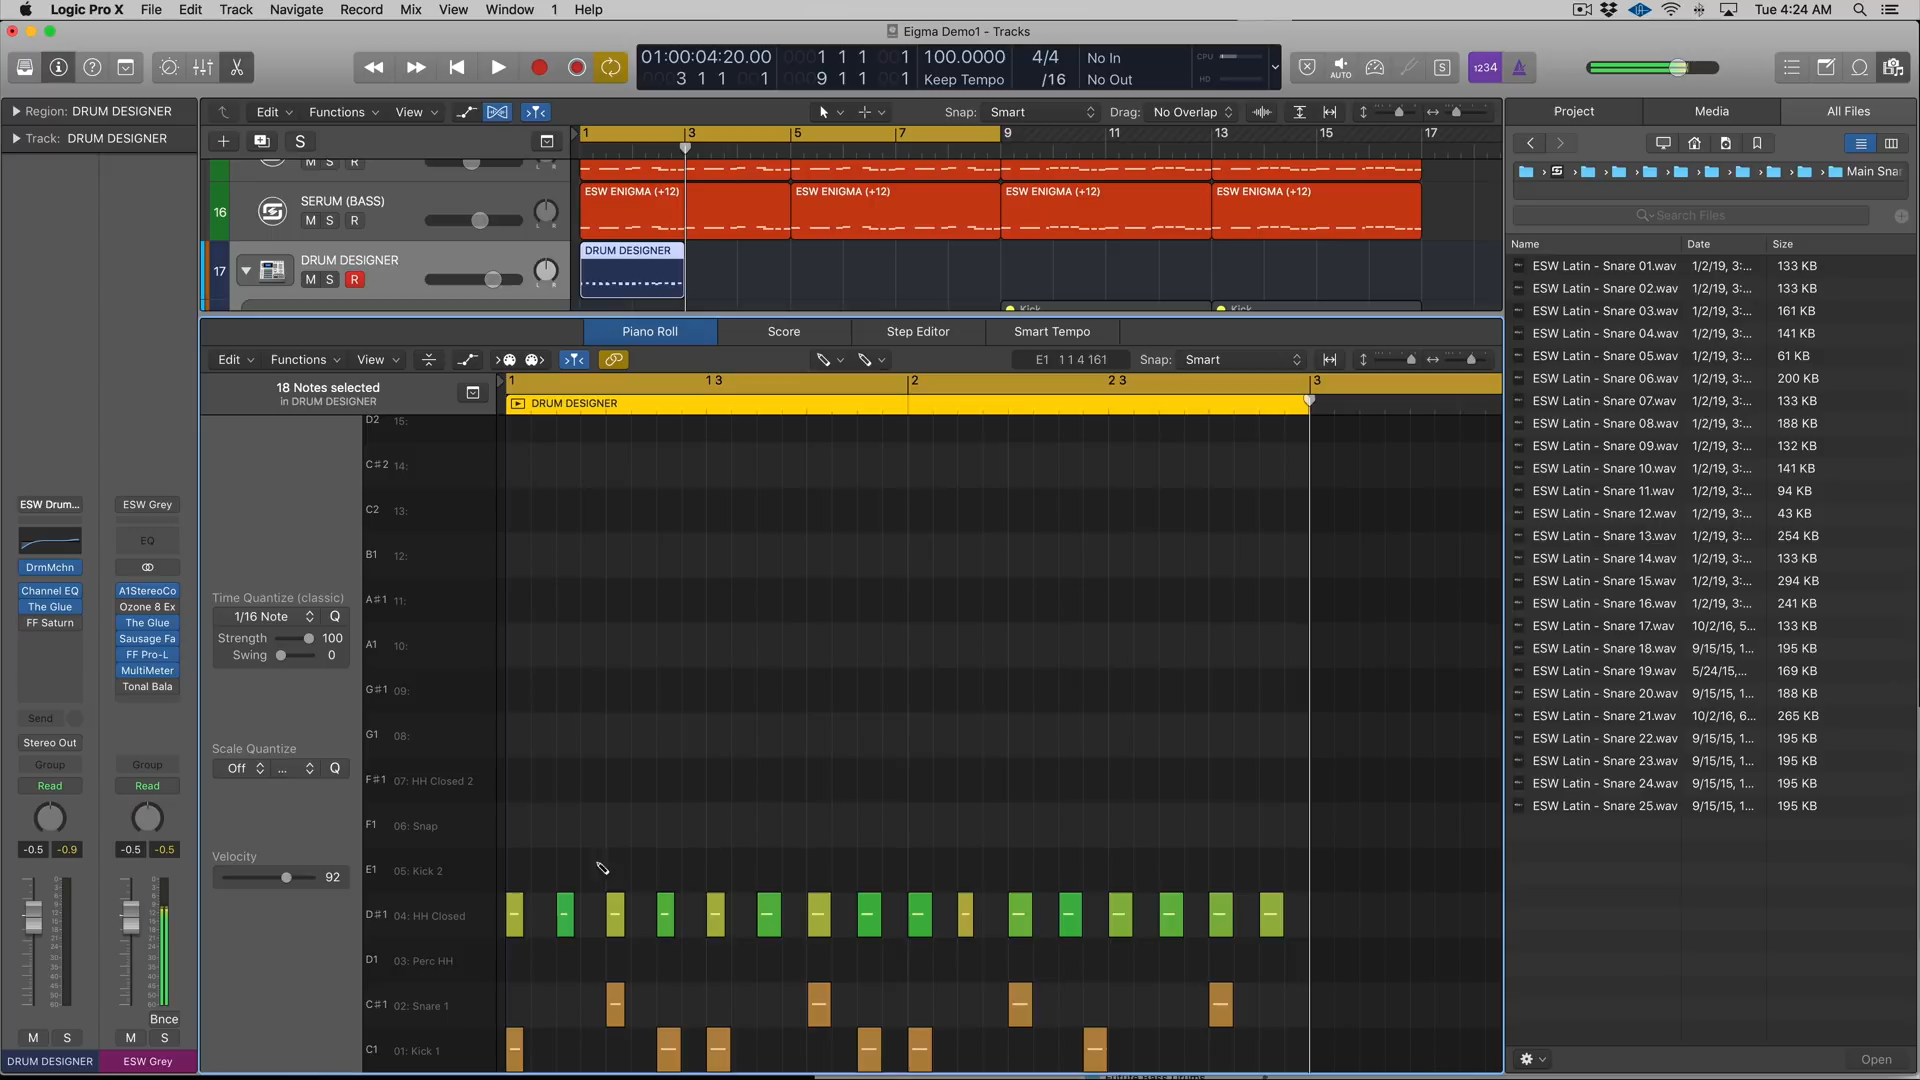 Logic Pro X File Edit Track Navigate Record Mix View Window 1 Help Tue 4:24 AM
Eigma Demo1 - Tracks
01:00:04:20.00 1 1 1 100.0000 4/4 No In CPU
3 1 1 1 9 1 1 1 Keep Tempo /16 No Out HD
AUTO S 1234
Region: DRUM DESIGNER
Track: DRUM DESIGNER
Edit Functions View Snap: Smart Drag: No Overlap
S
1 3 5 7 9 11 13 15 17
M S R
16 SERUM (BASS)
M S R
ESW ENIGMA (+12) ESW ENIGMA (+12) ESW ENIGMA (+12) ESW ENIGMA (+12)
17 DRUM DESIGNER
M S R
DRUM DESIGNER
Kick Kick
Piano Roll Score Step Editor Smart Tempo
Edit Functions View E1 1 1 4 161 Snap: Smart
18 Notes selected
in DRUM DESIGNER
1 1 3 2 2 3 3
DRUM DESIGNER
D2 15:
C#2 14:
C2 13:
B1 12:
A#1 11:
A1 10:
G#1 09:
G1 08:
F#1 07: HH Closed 2
F1 06: Snap
E1 05: Kick 2
D#1 04: HH Closed
D1 03: Perc HH
C#1 02: Snare 1
C1 01: Kick 1
Time Quantize (classic)
1/16 Note Q
Strength 100
Swing 0
Scale Quantize
Off ... Q
Velocity
92
ESW Drum... ESW Grey
EQ
DrmMchn
Channel EQ A1StereoCo
The Glue Ozone 8 Ex
FF Saturn The Glue
Sausage Fa
FF Pro-L
MultiMeter
Tonal Bala
Send
Stereo Out
Group Group
Read Read
-0.5 -0.9 -0.5 -0.5
Bnce
M S M S
DRUM DESIGNER ESW Grey
Project Media All Files
Main Snar
Search Files
Name Date Size
ESW Latin - Snare 01.wav 1/2/19, 3:... 133 KB
ESW Latin - Snare 02.wav 1/2/19, 3:... 133 KB
ESW Latin - Snare 03.wav 1/2/19, 3:... 161 KB
ESW Latin - Snare 04.wav 1/2/19, 3:... 141 KB
ESW Latin - Snare 05.wav 1/2/19, 3:... 61 KB
ESW Latin - Snare 06.wav 1/2/19, 3:... 200 KB
ESW Latin - Snare 07.wav 1/2/19, 3:... 133 KB
ESW Latin - Snare 08.wav 1/2/19, 3:... 188 KB
ESW Latin - Snare 09.wav 1/2/19, 3:... 132 KB
ESW Latin - Snare 10.wav 1/2/19, 3:... 141 KB
ESW Latin - Snare 11.wav 1/2/19, 3:... 94 KB
ESW Latin - Snare 12.wav 1/2/19, 3:... 43 KB
ESW Latin - Snare 13.wav 1/2/19, 3:... 254 KB
ESW Latin - Snare 14.wav 1/2/19, 3:... 133 KB
ESW Latin - Snare 15.wav 1/2/19, 3:... 294 KB
ESW Latin - Snare 16.wav 1/2/19, 3:... 241 KB
ESW Latin - Snare 17.wav 10/2/16, 5... 133 KB
ESW Latin - Snare 18.wav 9/15/15, 1... 195 KB
ESW Latin - Snare 19.wav 5/24/15,... 169 KB
ESW Latin - Snare 20.wav 9/15/15, 1... 188 KB
ESW Latin - Snare 21.wav 10/2/16, 6... 265 KB
ESW Latin - Snare 22.wav 9/15/15, 1... 195 KB
ESW Latin - Snare 23.wav 9/15/15, 1... 195 KB
ESW Latin - Snare 24.wav 9/15/15, 1... 195 KB
ESW Latin - Snare 25.wav 9/15/15, 1... 195 KB
Open